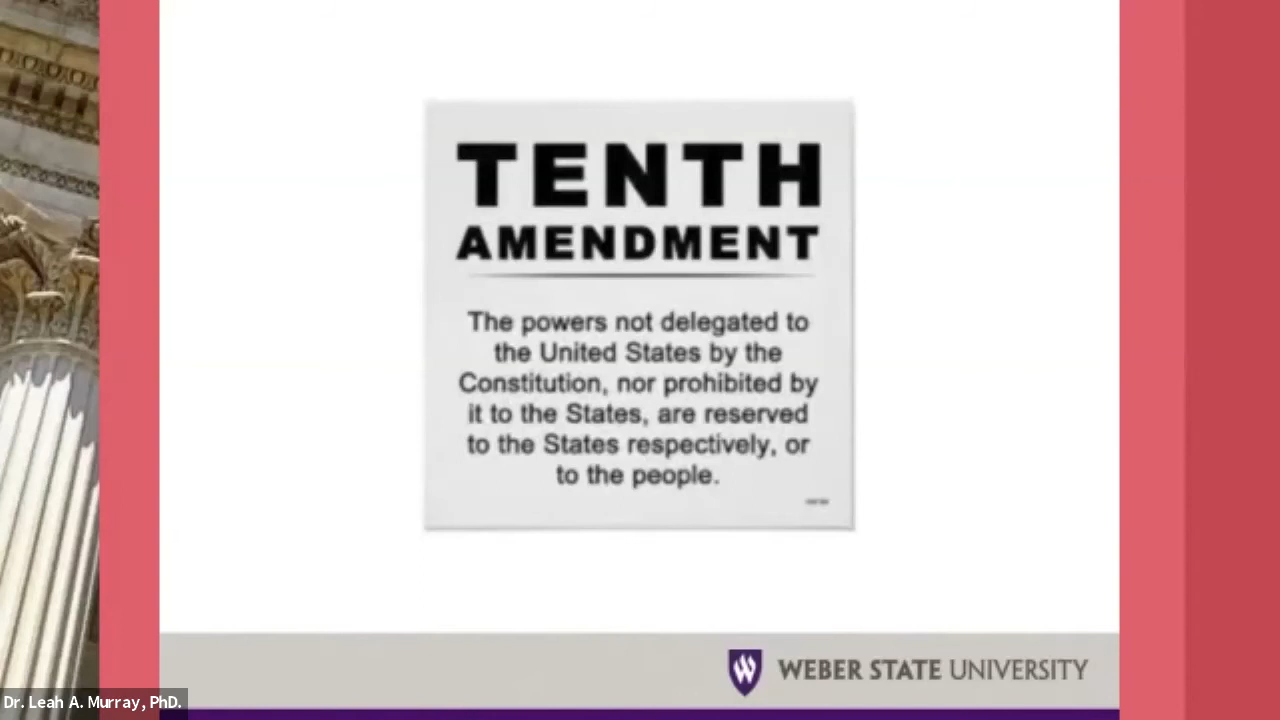 TENTH
AMENDMENT
The powers not delegated to
the United States by the
Constitution, nor prohibited by
it to the States, are reserved
to the States respectively, or
to the people.
WEBER STATE UNIVERSITY
Dr. Leah A. Murray, PhD.